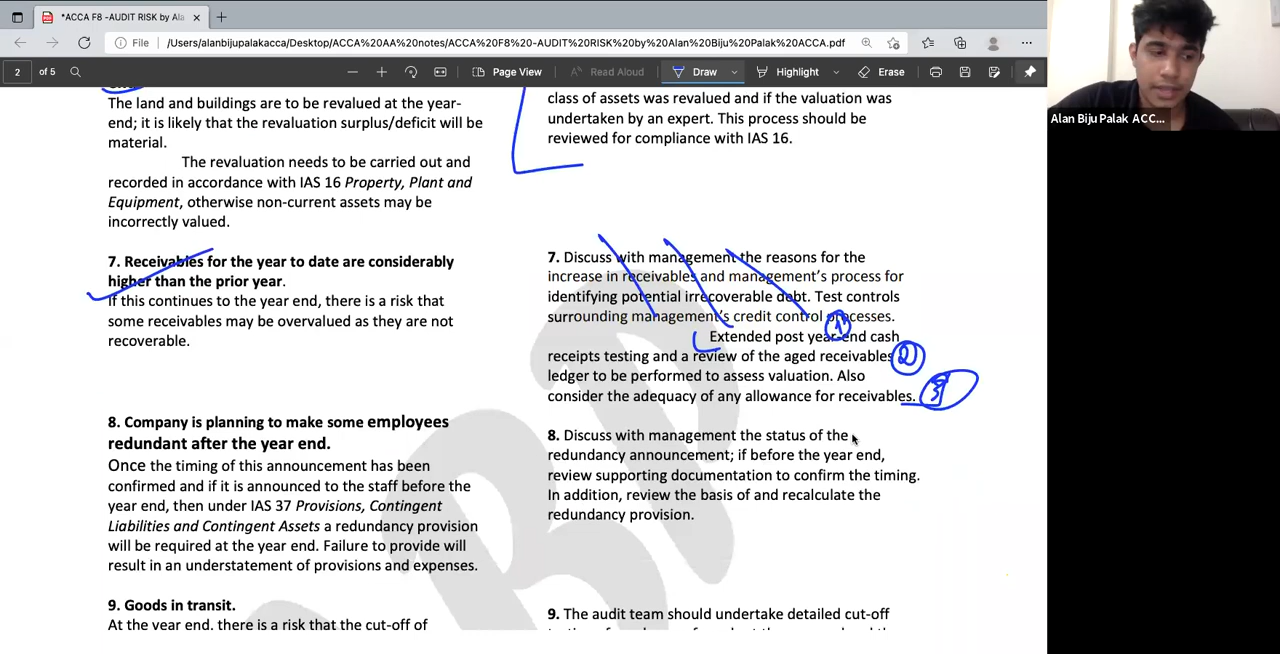 *ACCA F8 -AUDIT RISK by Ala
File
/Users/alanbijupalakacca/Desktop/ACCA%20AA%20notes/ACCA%20F8%20-AUDIT%20RISK%20by%20Alan%20Biju%20Palak%20ACCA.pdf
2 of 5
Page View
Read Aloud
Draw
Highlight
Erase
Alan Biju Palak ACC...
The land and buildings are to be revalued at the year-
end; it is likely that the revaluation surplus/deficit will be
material.
The revaluation needs to be carried out and
recorded in accordance with IAS 16 Property, Plant and
Equipment, otherwise non-current assets may be
incorrectly valued.
class of assets was revalued and if the valuation was
undertaken by an expert. This process should be
reviewed for compliance with IAS 16.
7. Receivables for the year to date are considerably
higher than the prior year.
If this continues to the year end, there is a risk that
some receivables may be overvalued as they are not
recoverable.
7. Discuss with management the reasons for the
increase in receivables and management's process for
identifying potential irrecoverable debt. Test controls
surrounding management's credit control processes.
1
Extended post year-end cash
receipts testing and a review of the aged receivables
2
ledger to be performed to assess valuation. Also
consider the adequacy of any allowance for receivables.
3
8. Company is planning to make some employees
redundant after the year end.
Once the timing of this announcement has been
confirmed and if it is announced to the staff before the
year end, then under IAS 37 Provisions, Contingent
Liabilities and Contingent Assets a redundancy provision
will be required at the year end. Failure to provide will
result in an understatement of provisions and expenses.
8. Discuss with management the status of the
redundancy announcement; if before the year end,
review supporting documentation to confirm the timing.
In addition, review the basis of and recalculate the
redundancy provision.
9. Goods in transit.
At the year end, there is a risk that the cut-off of
9. The audit team should undertake detailed cut-off